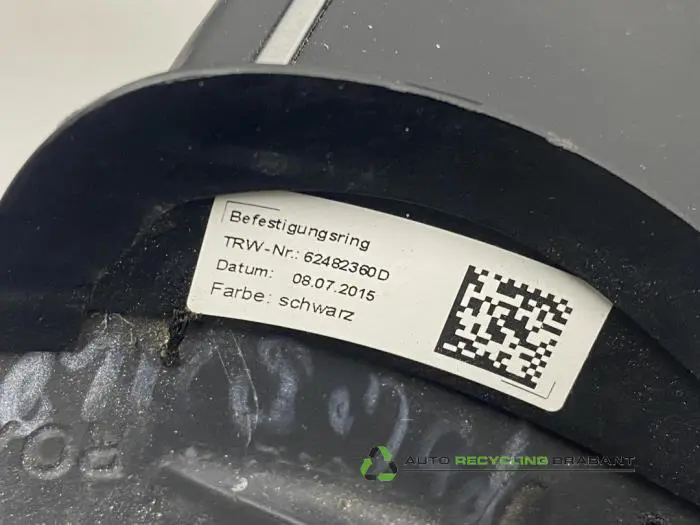 Befestigungsring
TRW-Nr.: 62482360D
Datum: 08.07.2015
Farbe: schwarz
AUTO RECYCLING BRABANT